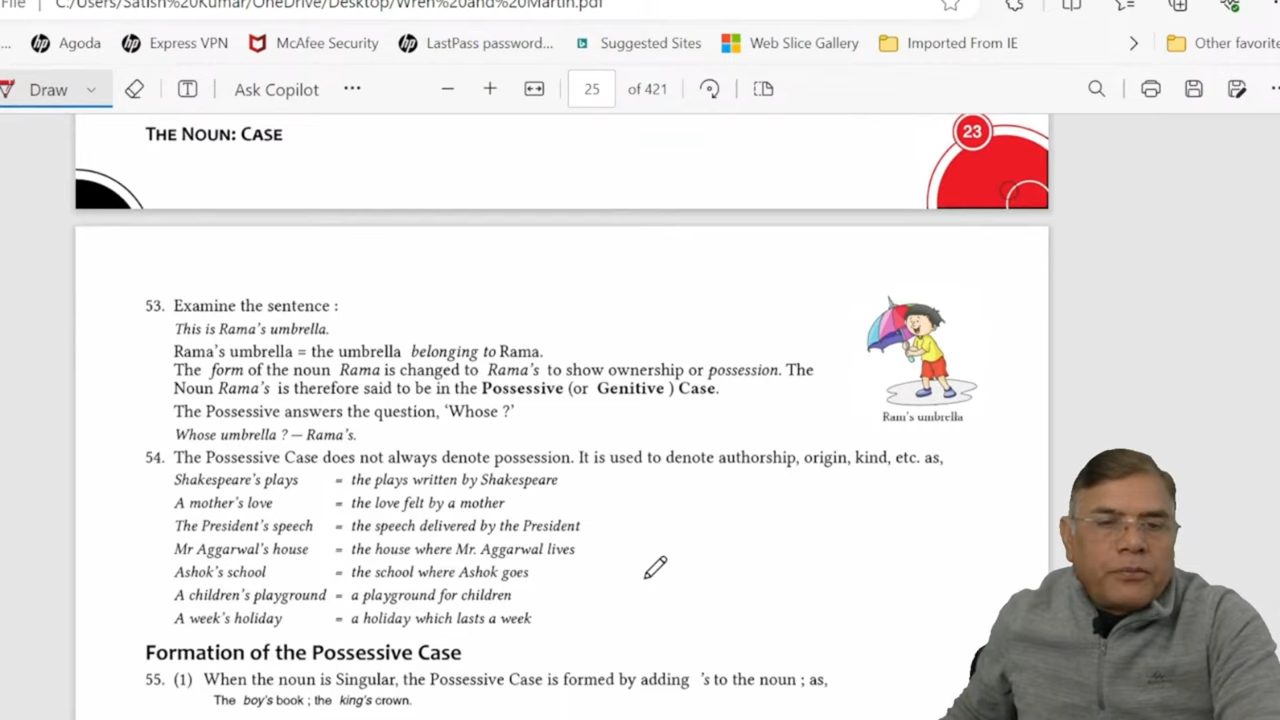 File | C:/Users/Satish%20Kumar/OneDrive/Desktop/Wren%20and%20Martin.pdf
... Agoda Express VPN McAfee Security LastPass password... Suggested Sites Web Slice Gallery Imported From IE Other favorite
Draw Ask Copilot ... 25 of 421
THE NOUN: CASE
23
53. Examine the sentence :
This is Rama's umbrella.
Rama's umbrella = the umbrella belonging to Rama.
The form of the noun Rama is changed to Rama's to show ownership or possession. The
Noun Rama's is therefore said to be in the Possessive (or Genitive ) Case.
The Possessive answers the question, ‘Whose ?’
Whose umbrella ? — Rama's.
Ram's umbrella
54. The Possessive Case does not always denote possession. It is used to denote authorship, origin, kind, etc. as,
Shakespeare's plays = the plays written by Shakespeare
A mother's love = the love felt by a mother
The President's speech = the speech delivered by the President
Mr Aggarwal's house = the house where Mr. Aggarwal lives
Ashok's school = the school where Ashok goes
A children's playground = a playground for children
A week's holiday = a holiday which lasts a week
Formation of the Possessive Case
55. (1) When the noun is Singular, the Possessive Case is formed by adding 's to the noun ; as,
The boy's book ; the king's crown.